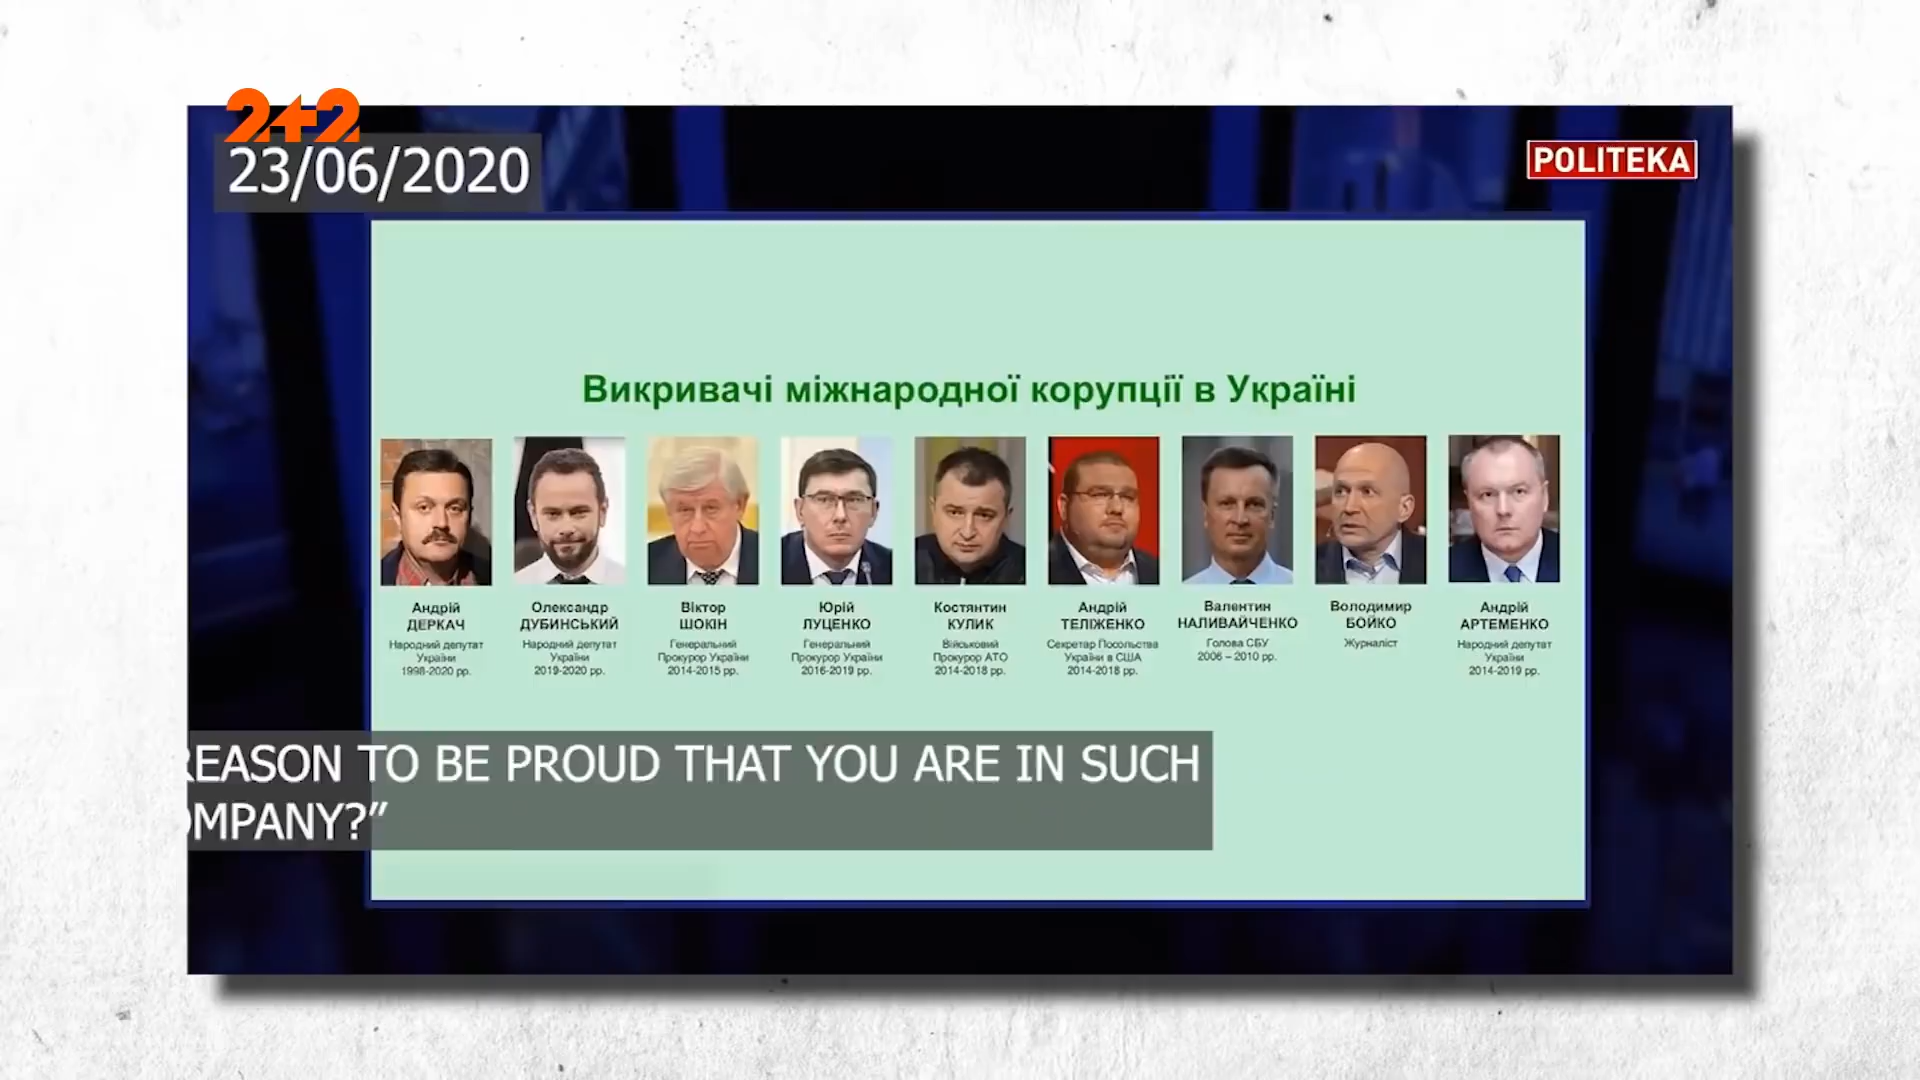 2+2
23/06/2020
POLITEKA
Викривачі міжнародної корупції в Україні
Андрій
ДЕРКАЧ
Народний депутат
України
1998-2020 рр.
Олександр
ДУБИНСЬКИЙ
Народний депутат
України
2019-2020 рр.
Віктор
ШОКІН
Генеральний
Прокурор України
2014-2015 рр.
Юрій
ЛУЦЕНКО
Генеральний
Прокурор України
2016-2019 рр.
Костянтин
КУЛИК
Військовий
Прокурор АТО
2014-2018 рр.
Андрій
ТЕЛІЖЕНКО
Секретар Посольства
України в США
2014-2018 рр.
Валентин
НАЛИВАЙЧЕНКО
Голова СБУ
2006 – 2010 рр.
Володимир
БОЙКО
Журналіст
Андрій
АРТЕМЕНКО
Народний депутат
України
2014-2019 рр.
REASON TO BE PROUD THAT YOU ARE IN SUCH
OMPANY?”